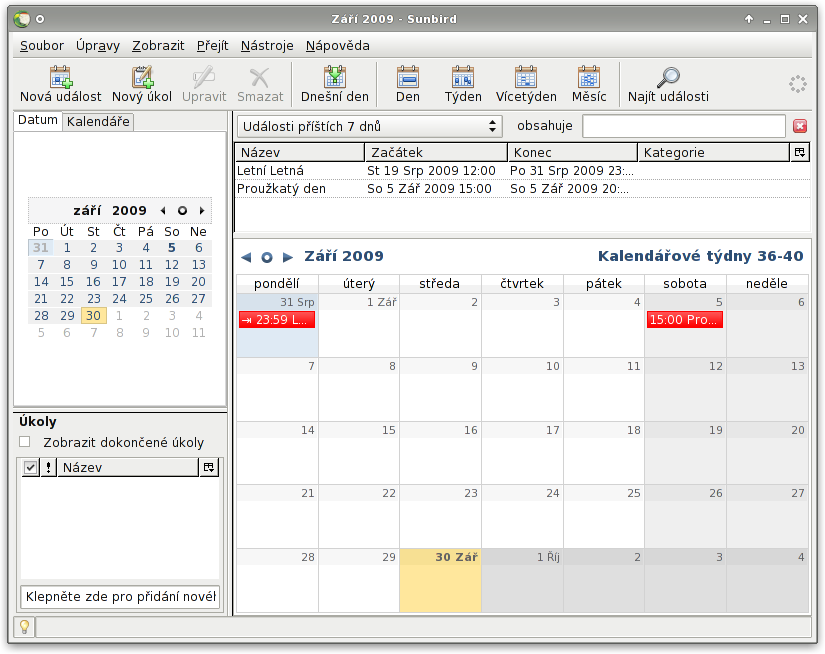 Září 2009 - Sunbird
Soubor Úpravy Zobrazit Přejít Nástroje Nápověda
Nová událost Nový úkol Upravit Smazat Dnešní den Den Týden Vícetýden Měsíc Najít události
Datum Kalendáře
září 2009
Po Út St Čt Pá So Ne
31 1 2 3 4 5 6
7 8 9 10 11 12 13
14 15 16 17 18 19 20
21 22 23 24 25 26 27
28 29 30 1 2 3 4
5 6 7 8 9 10 11
Úkoly
Zobrazit dokončené úkoly
! Název
Klepněte zde pro přidání nové
Události příštích 7 dnů obsahuje
Název Začátek Konec Kategorie
Letní Letná St 19 Srp 2009 12:00 Po 31 Srp 2009 23:...
Proužkatý den So 5 Zář 2009 15:00 So 5 Zář 2009 20:...
Září 2009 Kalendářové týdny 36-40
pondělí úterý středa čtvrtek pátek sobota neděle
31 Srp 1 Zář 2 3 4 5 6
23:59 L... 15:00 Pro...
7 8 9 10 11 12 13
14 15 16 17 18 19 20
21 22 23 24 25 26 27
28 29 30 Zář 1 Říj 2 3 4